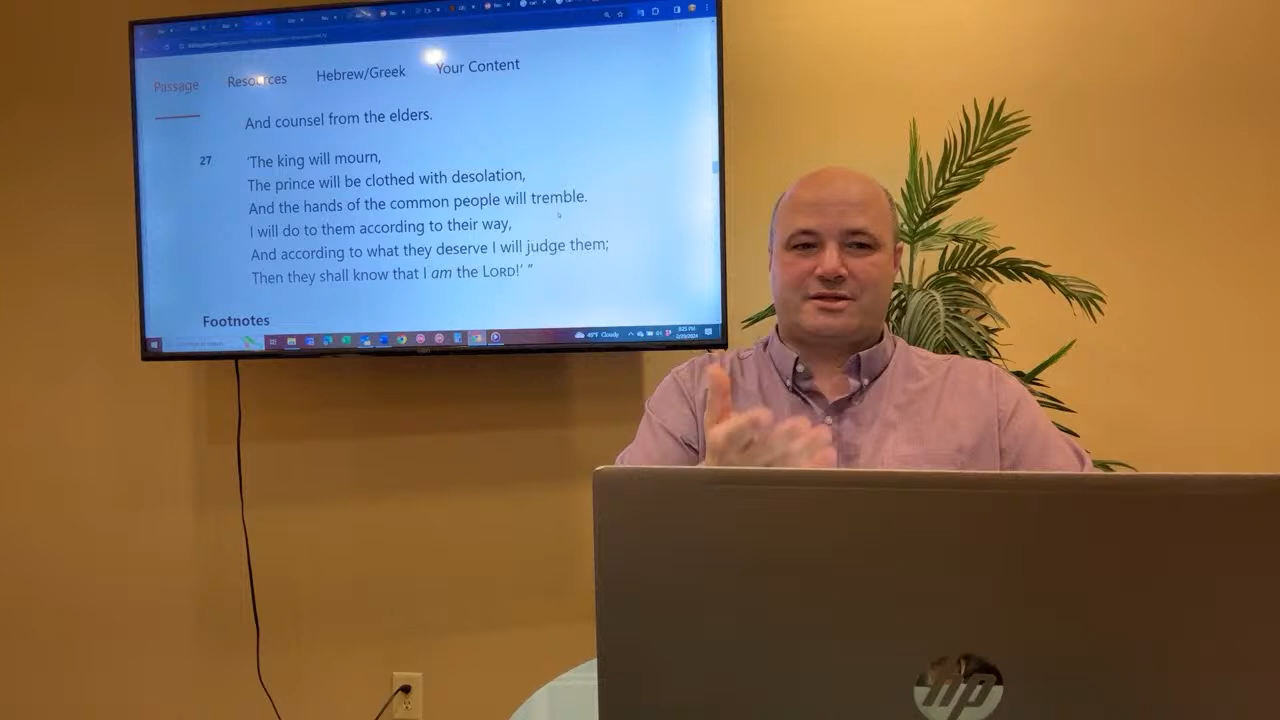 Passage Resources Hebrew/Greek Your Content
And counsel from the elders.
27 ‘The king will mourn,
The prince will be clothed with desolation,
And the hands of the common people will tremble.
I will do to them according to their way,
And according to what they deserve I will judge them;
Then they shall know that I am the LORD!’ ”
Footnotes
49°F Cloudy
hp